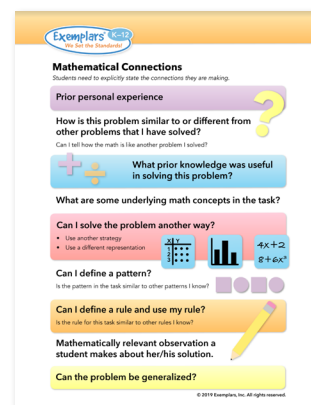 Exemplars K–12
We Set the Standards!
Mathematical Connections
Students need to explicitly state the connections they are making.
Prior personal experience
?
How is this problem similar to or different from
other problems that I have solved?
Can I tell how the math is like another problem I solved?
What prior knowledge was useful
in solving this problem?
What are some underlying math concepts in the task?
Can I solve the problem another way?
• Use another strategy
• Use a different representation
X Y
1
2
3
4x+2
8+6x²
Can I define a pattern?
Is the pattern in the task similar to other patterns I know?
Can I define a rule and use my rule?
Is the rule for this task similar to other rules I know?
Mathematically relevant observation a
student makes about her/his solution.
Can the problem be generalized?
© 2019 Exemplars, Inc. All rights reserved.